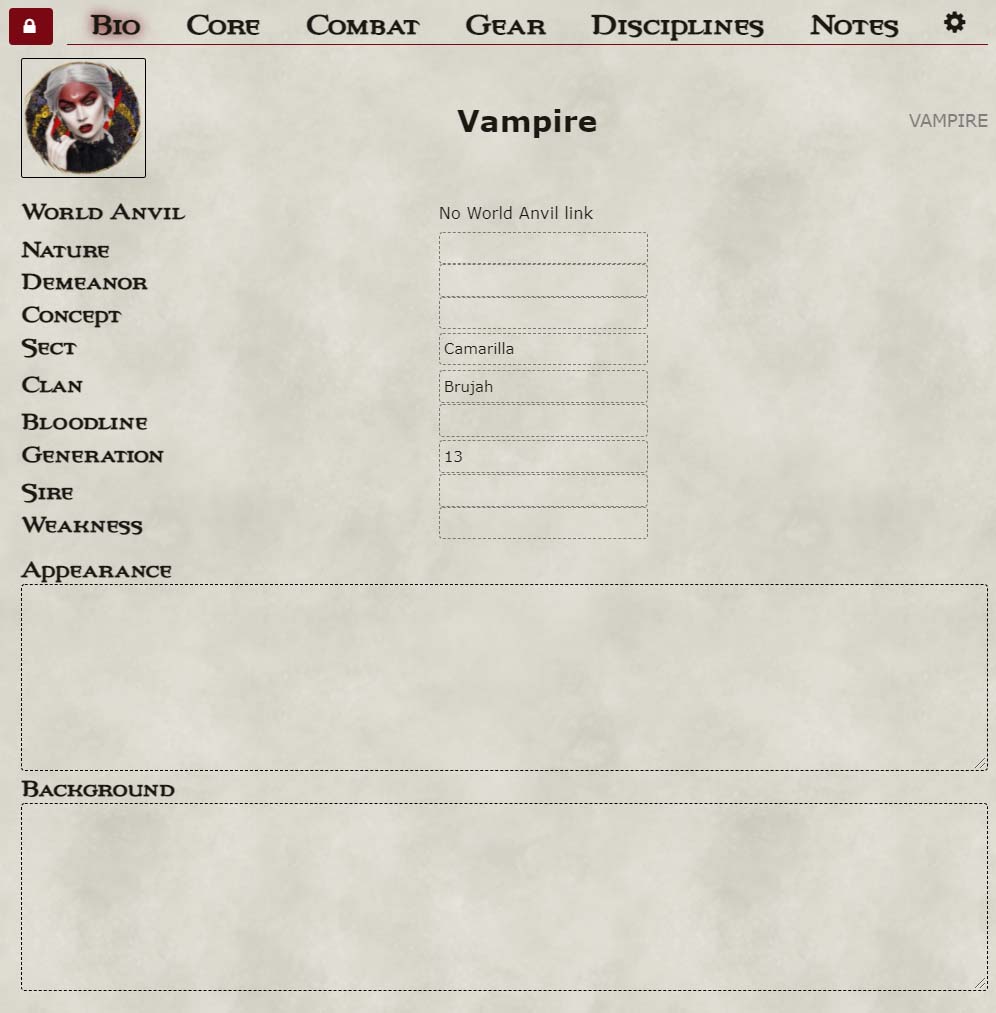 Bio Core Combat Gear Disciplines Notes
Vampire
VAMPIRE
World Anvil No World Anvil link
Nature
Demeanor
Concept
Sect Camarilla
Clan Brujah
Bloodline
Generation 13
Sire
Weakness
Appearance
Background